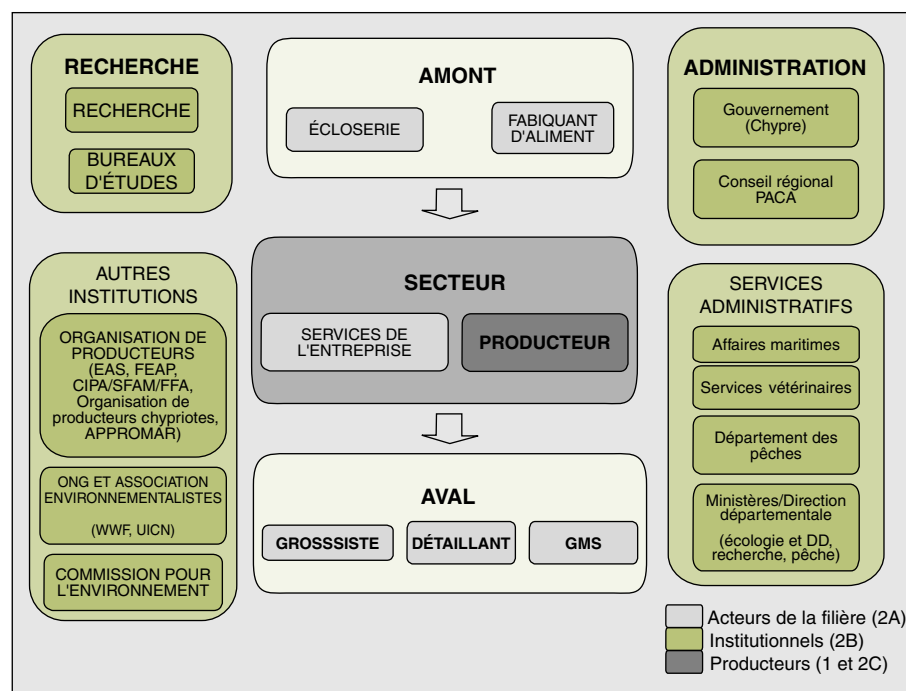 RECHERCHE
RECHERCHE
BUREAUX
D'ÉTUDES
AMONT
ÉCLOSERIE
FABIQUANT
D'ALIMENT
ADMINISTRATION
Gouvernement
(Chypre)
Conseil régional
PACA
AUTRES
INSTITUTIONS
ORGANISATION DE
PRODUCTEURS
(EAS, FEAP,
CIPA/SFAM/FFA,
Organisation de
producteurs chypriotes,
APPROMAR)
ONG ET ASSOCIATION
ENVIRONNEMENTALISTES
(WWF, UICN)
COMMISSION POUR
L'ENVIRONNEMENT
SECTEUR
SERVICES DE
L'ENTREPRISE
PRODUCTEUR
AVAL
GROSSSISTE
DÉTAILLANT
GMS
SERVICES
ADMINISTRATIFS
Affaires maritimes
Services vétérinaires
Département des
pêches
Ministères/Direction
départementale
(écologie et DD,
recherche, pêche)
Acteurs de la filière (2A)
Institutionnels (2B)
Producteurs (1 et 2C)